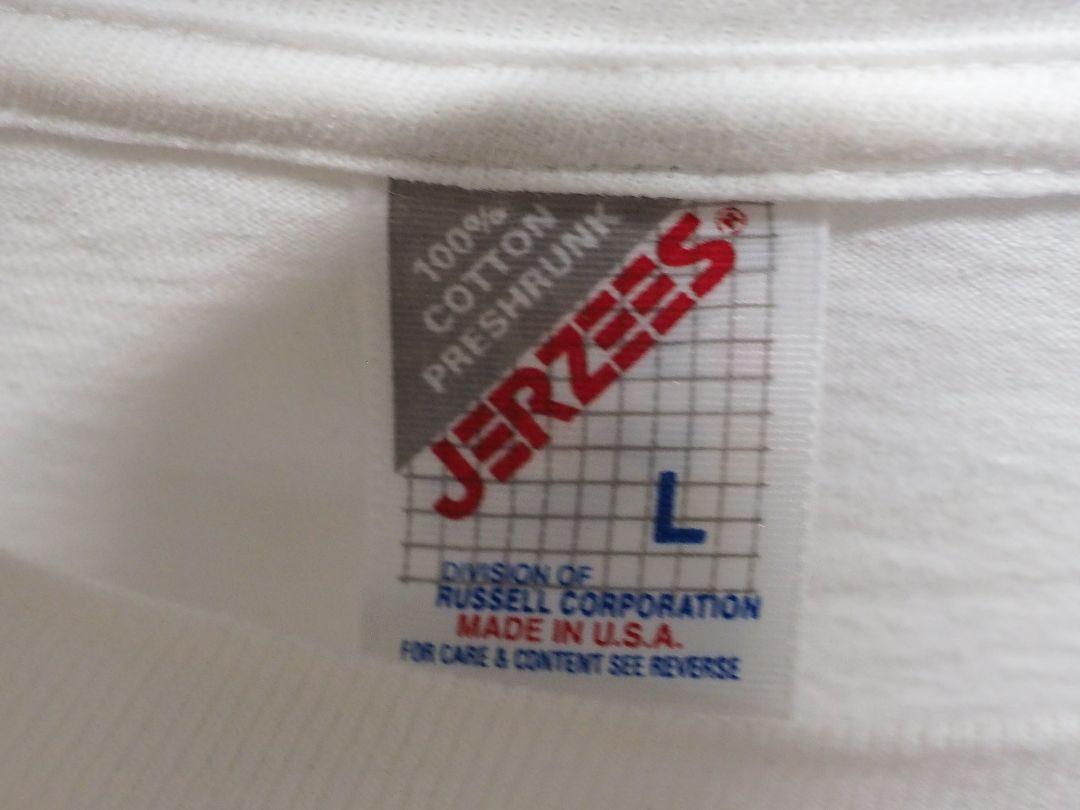 100%
COTTON
PRESHRUNK
JERZEES®
L
DIVISION OF
RUSSELL CORPORATION
MADE IN U.S.A.
FOR CARE & CONTENT SEE REVERSE